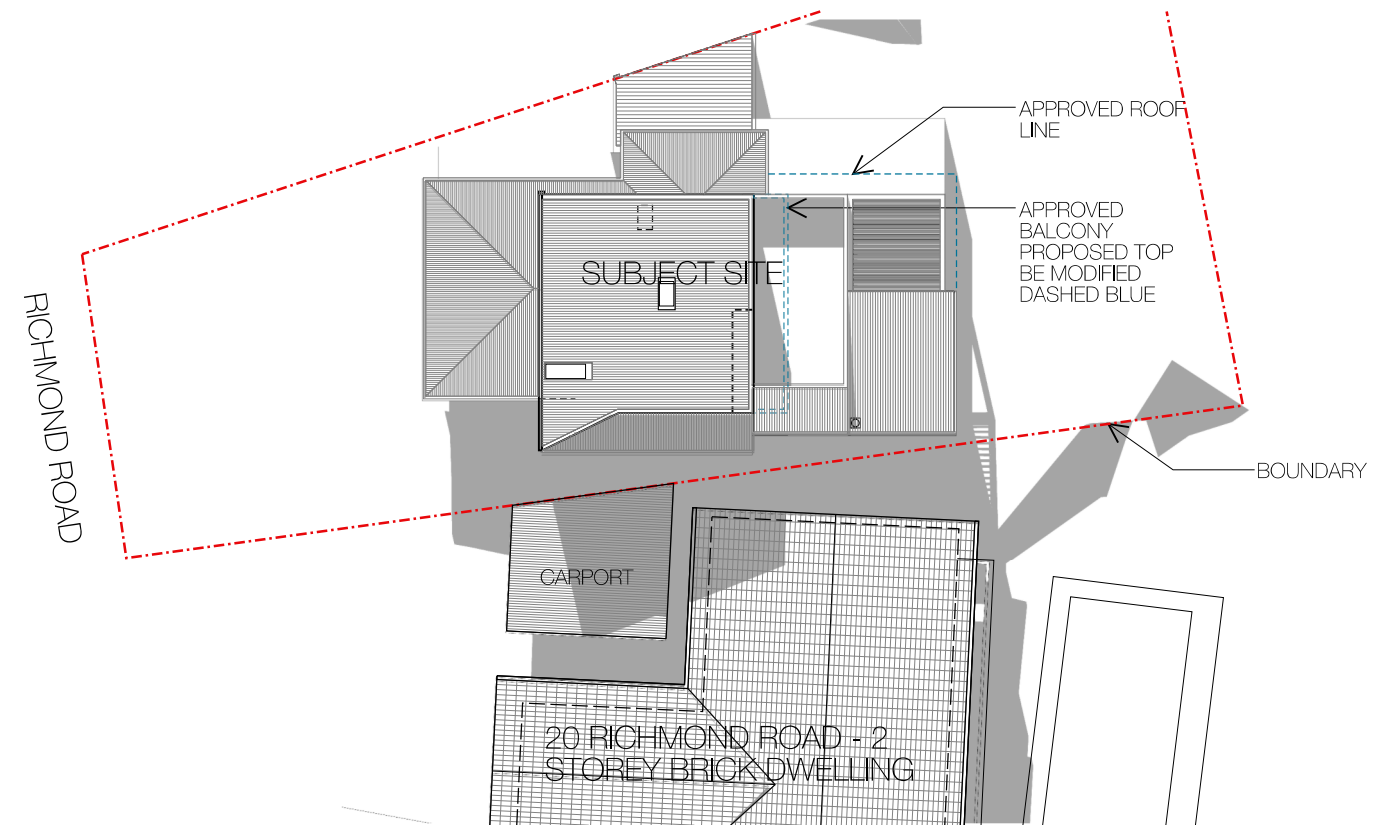 APPROVED ROOF
LINE
APPROVED
BALCONY
PROPOSED TOP
BE MODIFIED
DASHED BLUE
SUBJECT SITE
RICHMOND ROAD
BOUNDARY
CARPORT
20 RICHMOND ROAD - 2
STOREY BRICK DWELLING